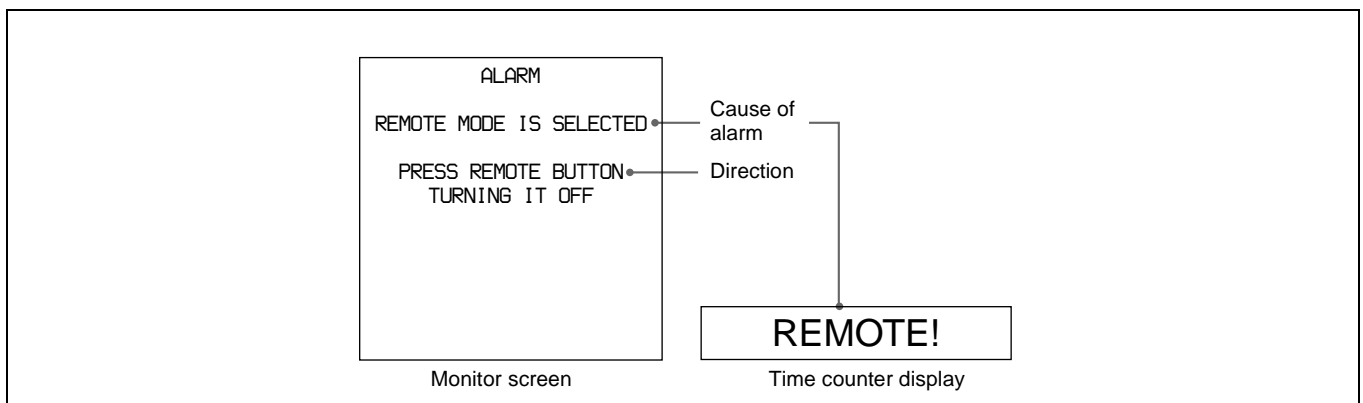 ALARM
REMOTE MODE IS SELECTED
PRESS REMOTE BUTTON
TURNING IT OFF
Cause of
alarm
Direction
REMOTE!
Monitor screen
Time counter display